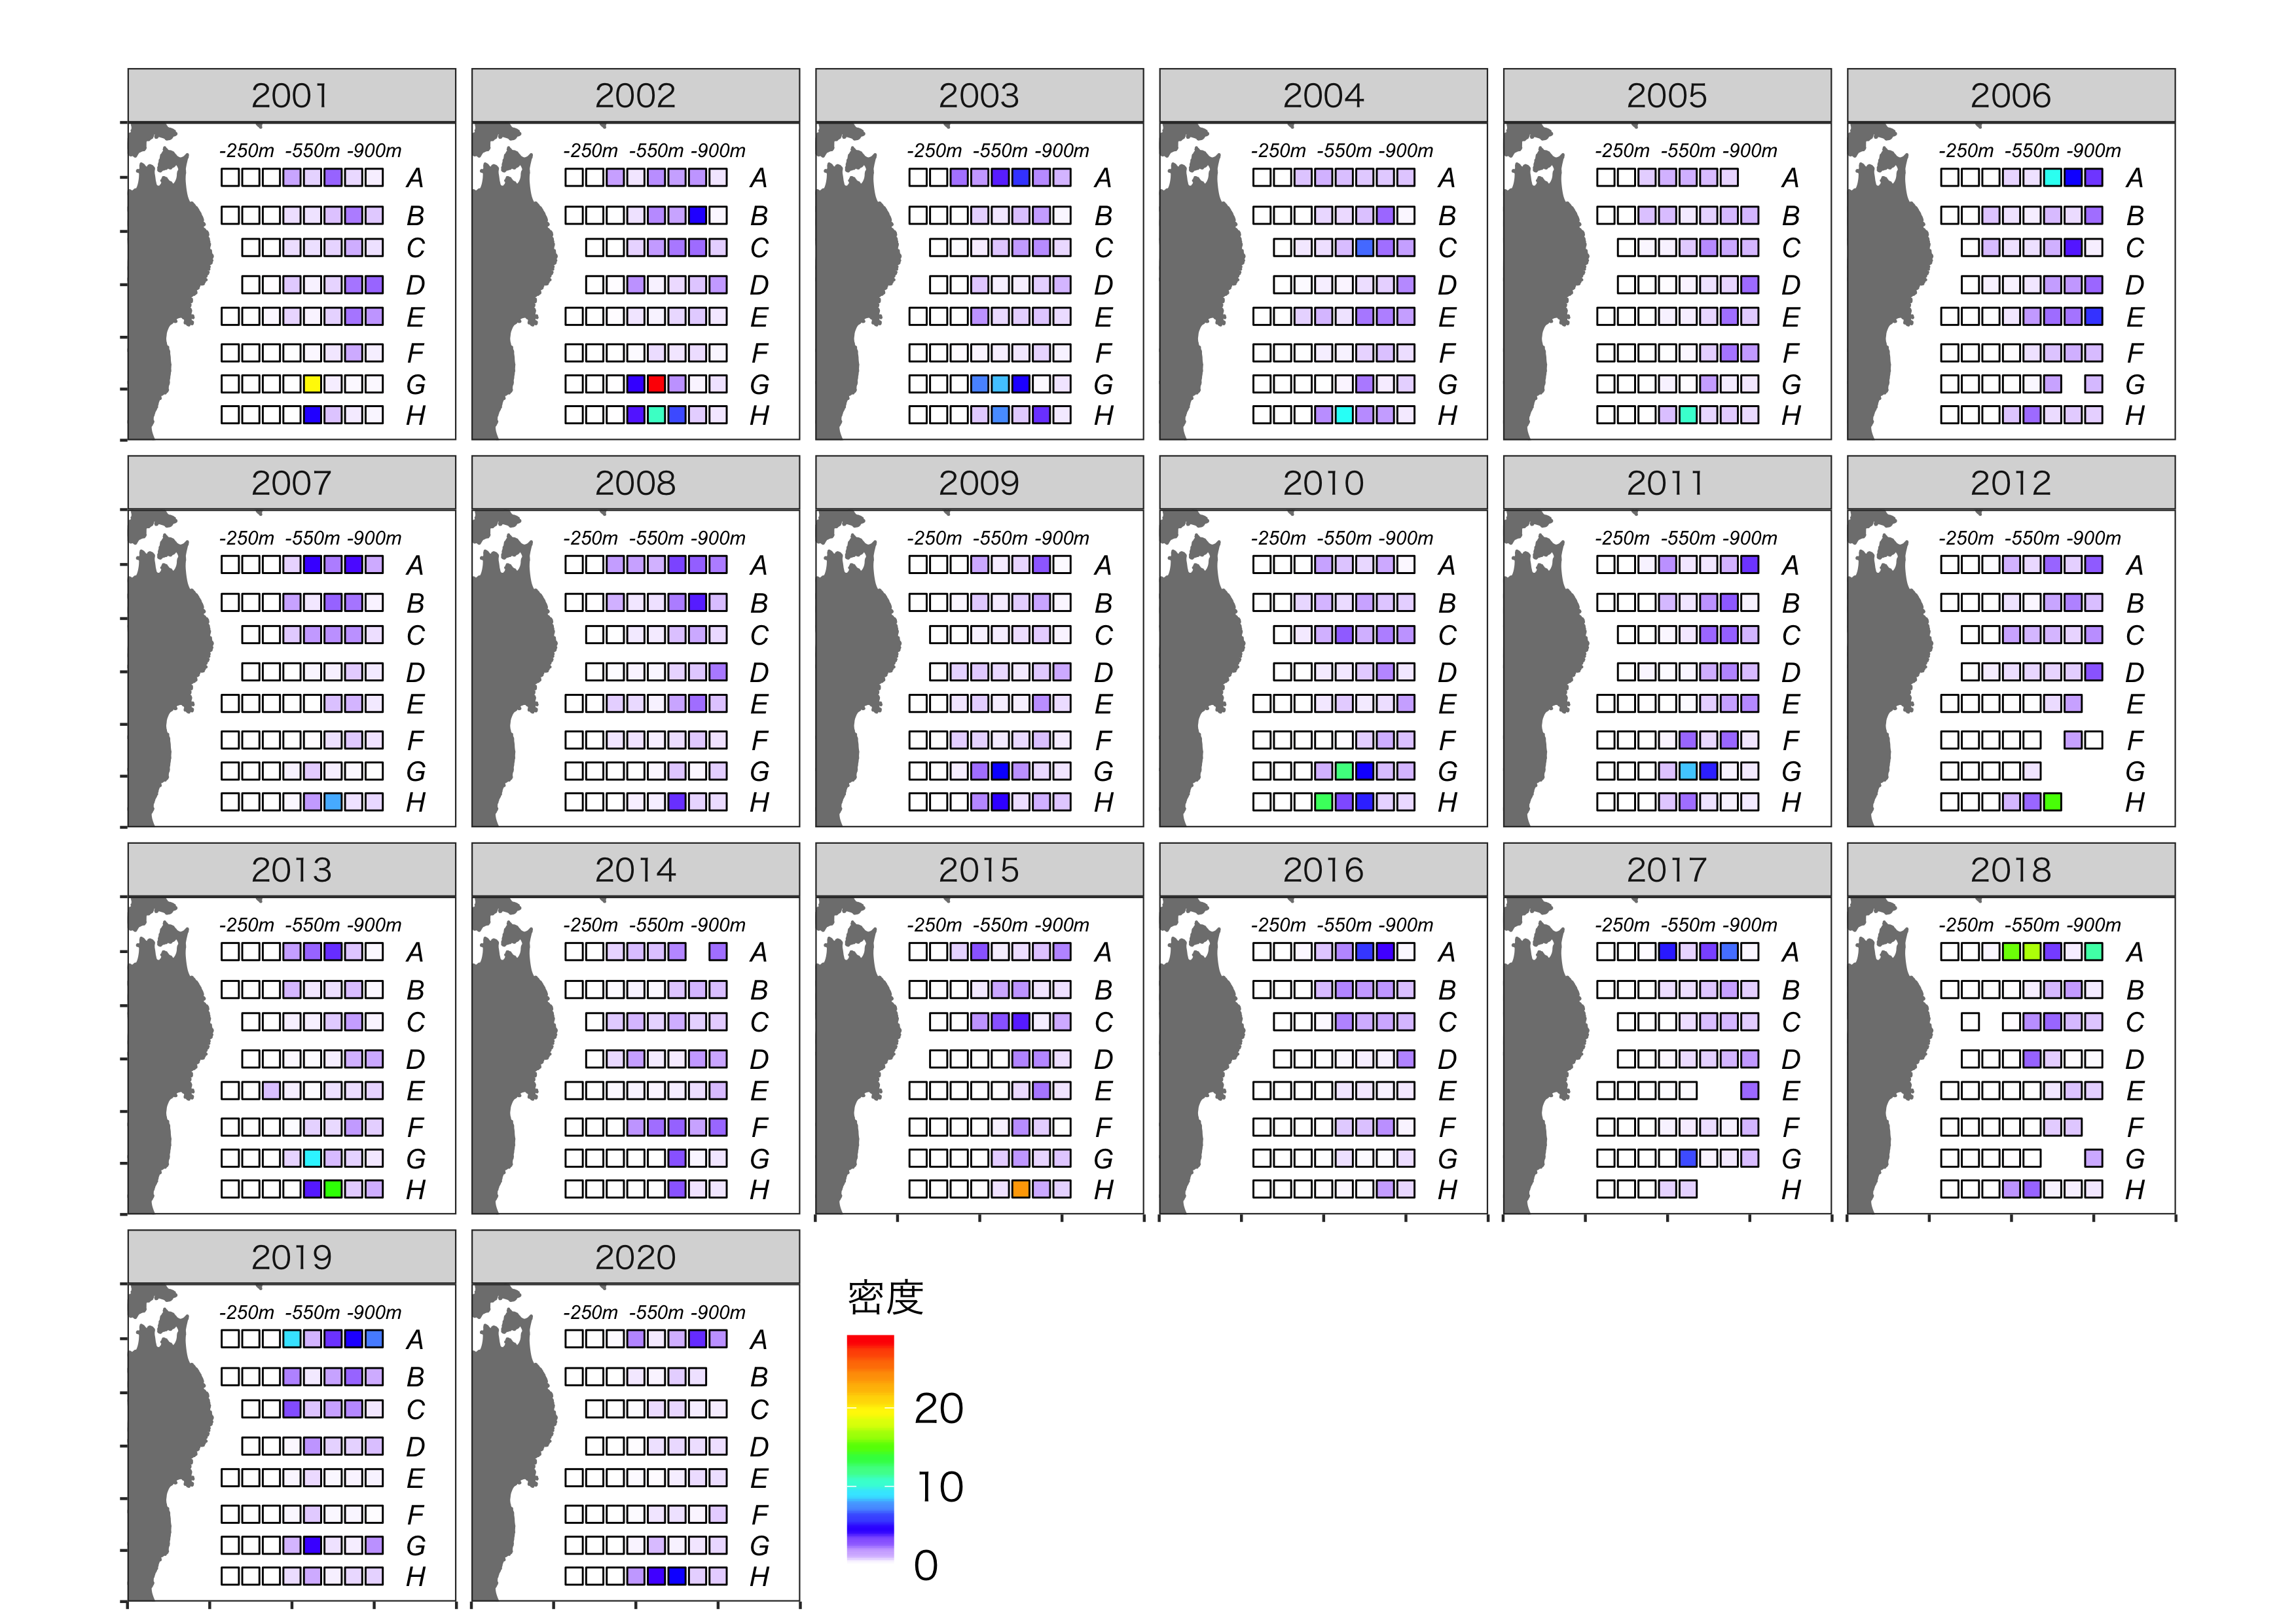 2001 2002 2003 2004 2005 2006
-250m -550m -900m -250m -550m -900m -250m -550m -900m -250m -550m -900m -250m -550m -900m -250m -550m -900m
A A A A A A
B B B B B B
C C C C C C
D D D D D D
E E E E E E
F F F F F F
G G G G G G
H H H H H H
2007 2008 2009 2010 2011 2012
-250m -550m -900m -250m -550m -900m -250m -550m -900m -250m -550m -900m -250m -550m -900m -250m -550m -900m
A A A A A A
B B B B B B
C C C C C C
D D D D D D
E E E E E E
F F F F F F
G G G G G G
H H H H H H
2013 2014 2015 2016 2017 2018
-250m -550m -900m -250m -550m -900m -250m -550m -900m -250m -550m -900m -250m -550m -900m -250m -550m -900m
A A A A A A
B B B B B B
C C C C C C
D D D D D D
E E E E E E
F F F F F F
G G G G G G
H H H H H H
2019 2020
-250m -550m -900m -250m -550m -900m
A A
B B
C C
D D
E E
F F
G G
H H
密度
20
10
0